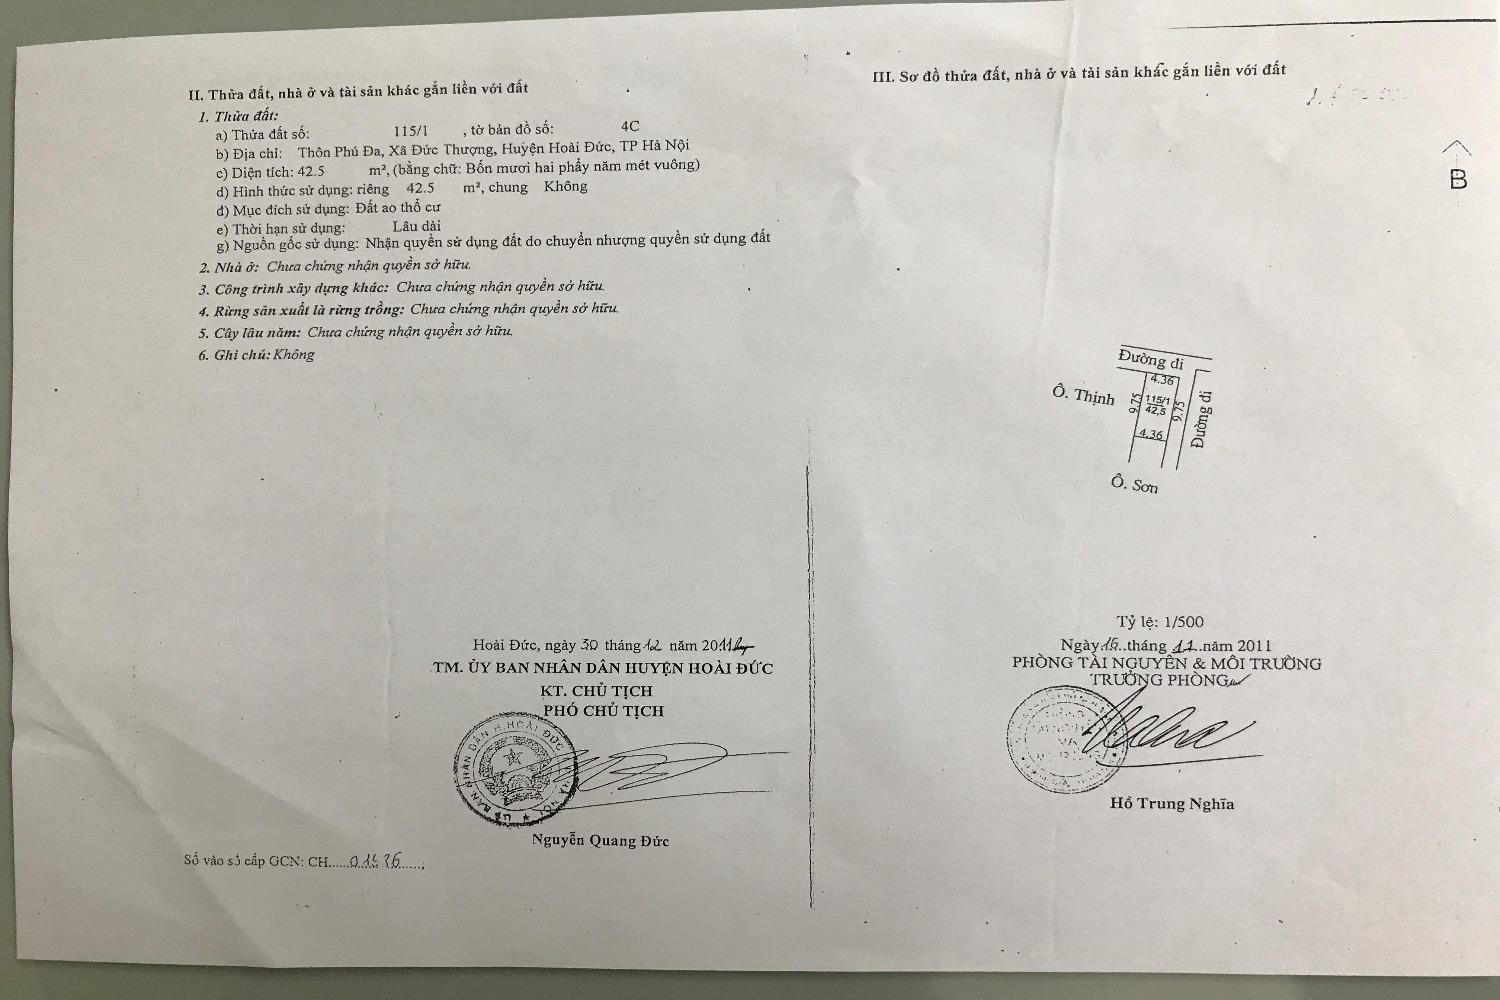 II. Thửa đất, nhà ở và tài sản khác gắn liền với đất
1. Thửa đất:
a) Thửa đất số: 115/1 , tờ bản đồ số: 4C
b) Địa chỉ: Thôn Phú Đa, Xã Đức Thượng, Huyện Hoài Đức, TP Hà Nội
c) Diện tích: 42.5 m², (bằng chữ: Bốn mươi hai phẩy năm mét vuông)
d) Hình thức sử dụng: riêng 42.5 m², chung Không
đ) Mục đích sử dụng: Đất ao thổ cư
e) Thời hạn sử dụng: Lâu dài
g) Nguồn gốc sử dụng: Nhận quyền sử dụng đất do chuyển nhượng quyền sử dụng đất
2. Nhà ở: Chưa chứng nhận quyền sở hữu.
3. Công trình xây dựng khác: Chưa chứng nhận quyền sở hữu.
4. Rừng sản xuất là rừng trồng: Chưa chứng nhận quyền sở hữu.
5. Cây lâu năm: Chưa chứng nhận quyền sở hữu.
6. Ghi chú: Không
Hoài Đức, ngày 30 tháng 12 năm 2011
TM. ỦY BAN NHÂN DÂN HUYỆN HOÀI ĐỨC
KT. CHỦ TỊCH
PHÓ CHỦ TỊCH
Nguyễn Quang Đức
Số vào sổ cấp GCN: CH......
III. Sơ đồ thửa đất, nhà ở và tài sản khác gắn liền với đất
B
Đường đi
4.36
Ô. Thịnh
9.75
115/1
42,5
9.75
Đường đi
4.36
Ô. Sơn
Tỷ lệ: 1/500
Ngày 15..tháng 11..năm 2011
PHÒNG TÀI NGUYÊN & MÔI TRƯỜNG
TRƯỞNG PHÒNG
Hồ Trung Nghĩa